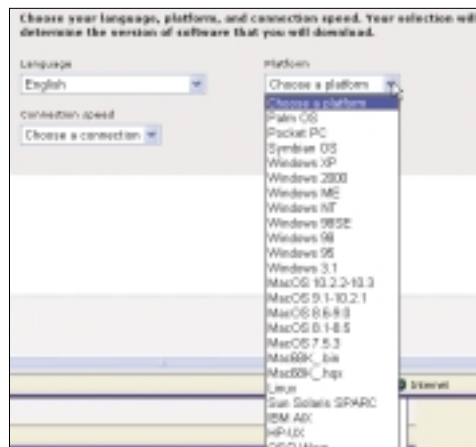 Choose your language, platform, and connection speed. Your selection will
determine the version of software that you will download.
Language
English
Connection speed
Choose a connection
Platform
Choose a platform
Choose a platform
Palm OS
Pocket PC
Symbian OS
Windows XP
Windows 2000
Windows ME
Windows NT
Windows 98SE
Windows 98
Windows 95
Windows 3.1
MacOS 10.2.2-10.3
MacOS 9.1-10.2.1
MacOS 8.6-9.0
MacOS 8.1-8.5
MacOS 7.5.3
Mac68K_.bin
Mac68K_.hqx
Linux
Sun Solaris SPARC
IBM AIX
HP-UX
Internet